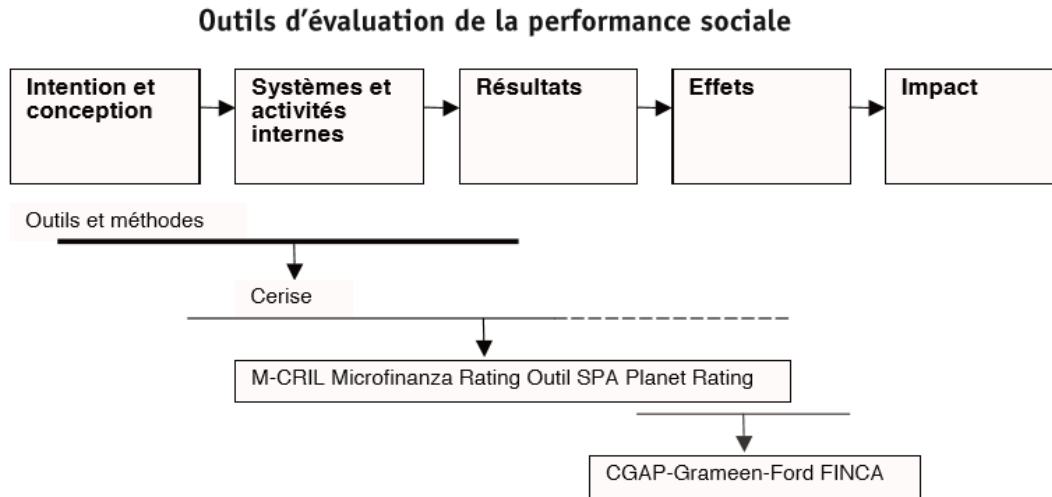 Outils d'évaluation de la performance sociale
Intention et
conception
Systèmes et
activités
internes
Résultats
Effets
Impact
Outils et méthodes
Cerise
M-CRIL Microfinanza Rating Outil SPA Planet Rating
CGAP-Grameen-Ford FINCA